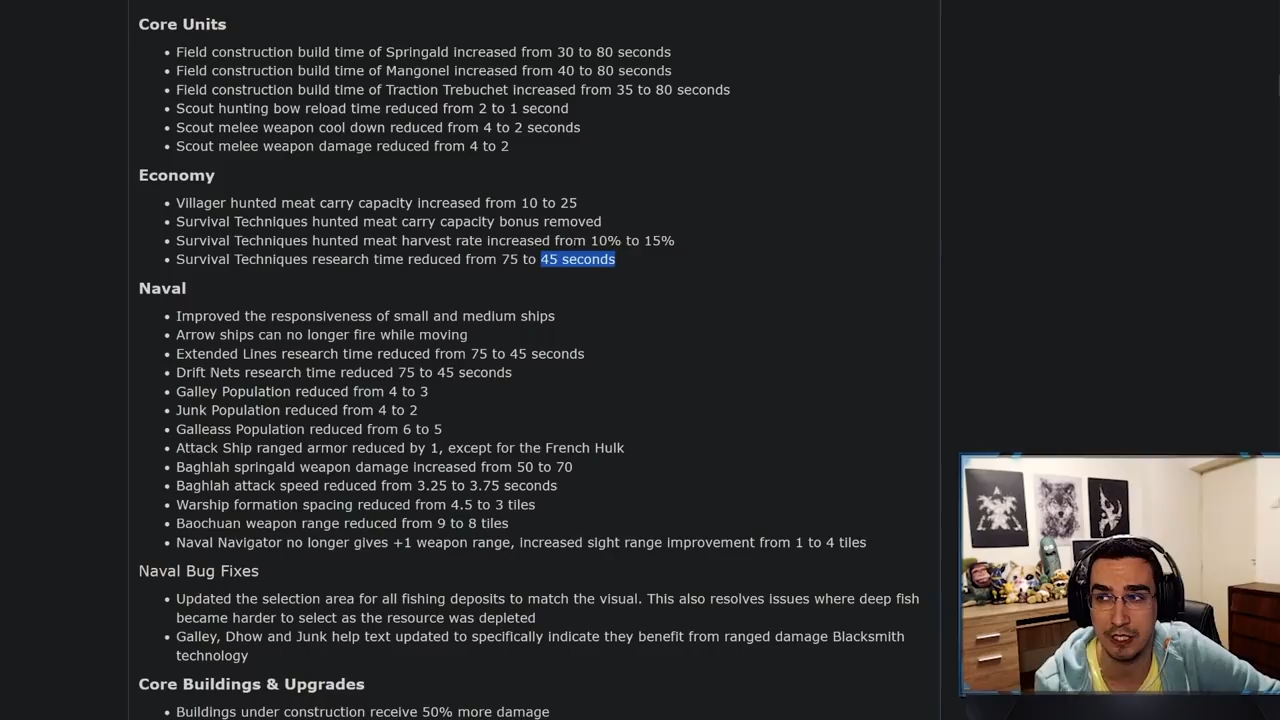 Core Units
• Field construction build time of Springald increased from 30 to 80 seconds
• Field construction build time of Mangonel increased from 40 to 80 seconds
• Field construction build time of Traction Trebuchet increased from 35 to 80 seconds
• Scout hunting bow reload time reduced from 2 to 1 second
• Scout melee weapon cool down reduced from 4 to 2 seconds
• Scout melee weapon damage reduced from 4 to 2
Economy
• Villager hunted meat carry capacity increased from 10 to 25
• Survival Techniques hunted meat carry capacity bonus removed
• Survival Techniques hunted meat harvest rate increased from 10% to 15%
• Survival Techniques research time reduced from 75 to 45 seconds
Naval
• Improved the responsiveness of small and medium ships
• Arrow ships can no longer fire while moving
• Extended Lines research time reduced from 75 to 45 seconds
• Drift Nets research time reduced 75 to 45 seconds
• Galley Population reduced from 4 to 3
• Junk Population reduced from 4 to 2
• Galleass Population reduced from 6 to 5
• Attack Ship ranged armor reduced by 1, except for the French Hulk
• Baghlah springald weapon damage increased from 50 to 70
• Baghlah attack speed reduced from 3.25 to 3.75 seconds
• Warship formation spacing reduced from 4.5 to 3 tiles
• Baochuan weapon range reduced from 9 to 8 tiles
• Naval Navigator no longer gives +1 weapon range, increased sight range improvement from 1 to 4 tiles
Naval Bug Fixes
• Updated the selection area for all fishing deposits to match the visual. This also resolves issues where deep fish
became harder to select as the resource was depleted
• Galley, Dhow and Junk help text updated to specifically indicate they benefit from ranged damage Blacksmith
technology
Core Buildings & Upgrades
• Buildings under construction receive 50% more damage